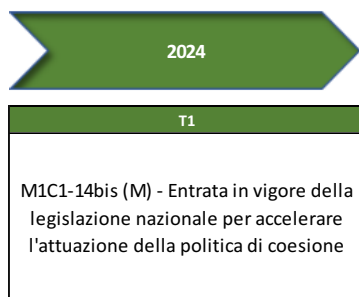 2024
T1
M1C1-14bis (M) - Entrata in vigore della
legislazione nazionale per accelerare
l'attuazione della politica di coesione